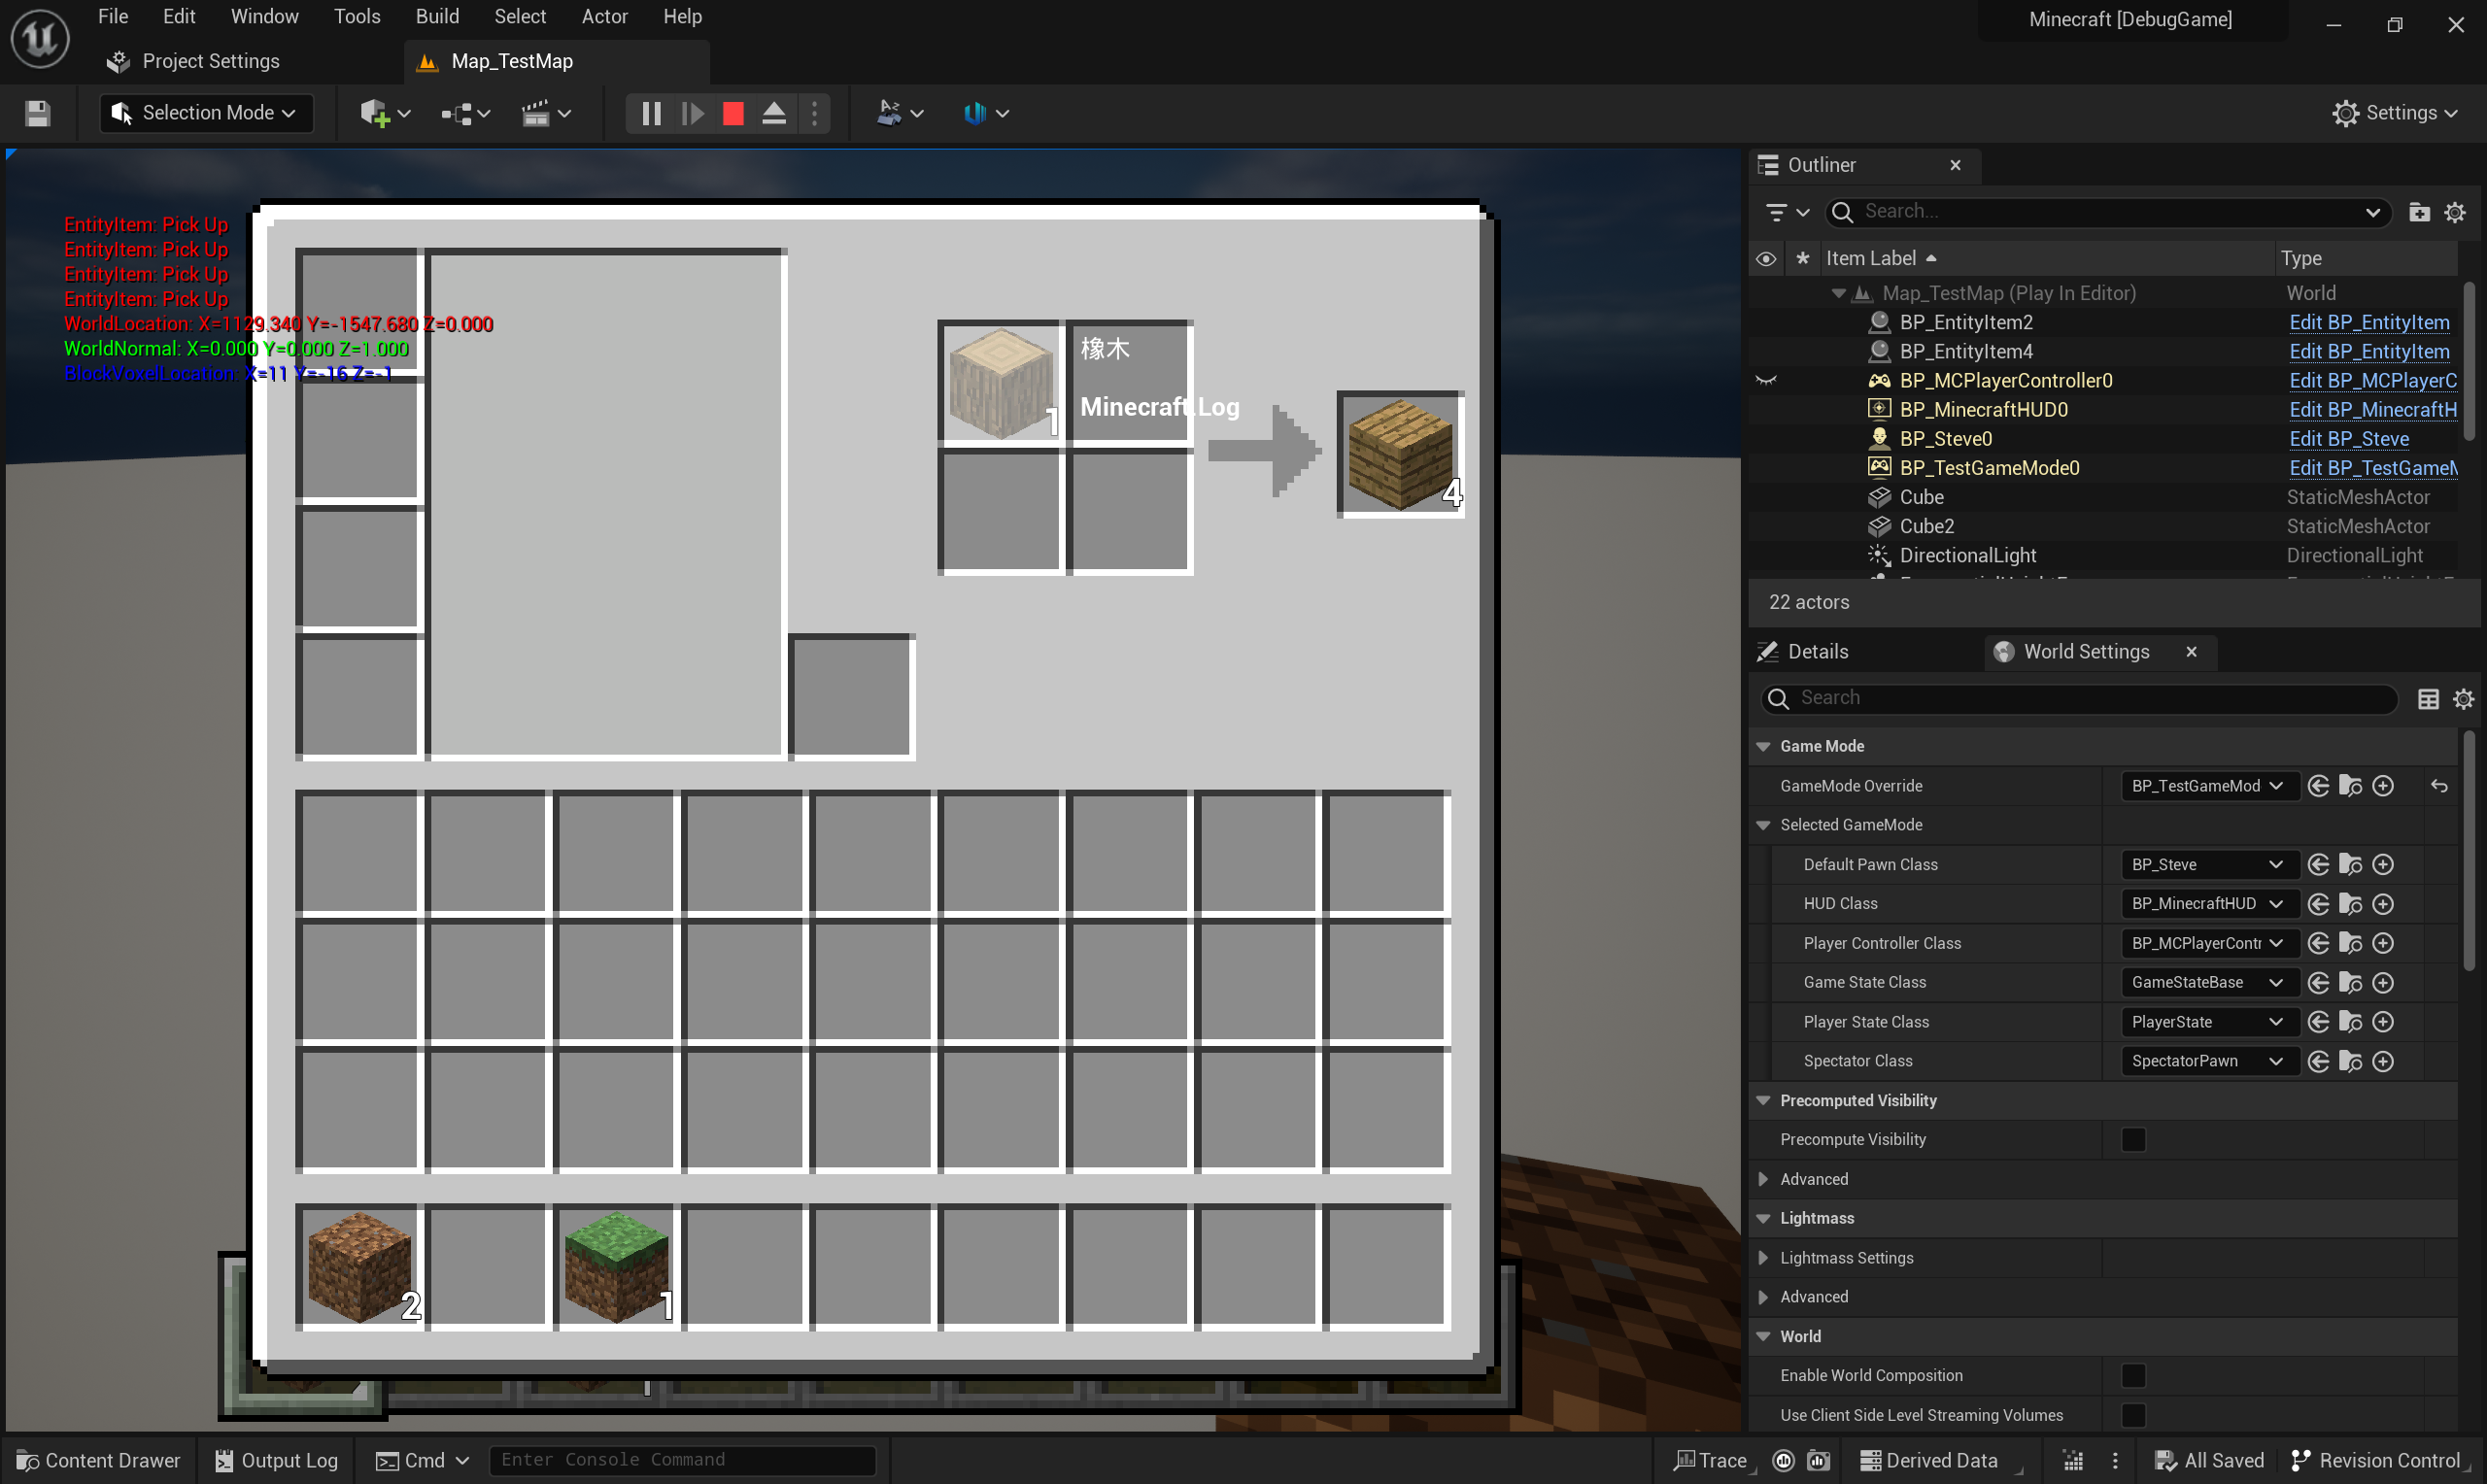 File Edit Window Tools Build Select Actor Help
Minecraft [DebugGame]
Project Settings
Map_TestMap
Selection Mode
Settings
EntityItem: Pick Up
EntityItem: Pick Up
EntityItem: Pick Up
EntityItem: Pick Up
WorldLocation: X=1129.340 Y=-1547.680 Z=0.000
WorldNormal: X=0.000 Y=0.000 Z=1.000
BlockVoxelLocation: X=11 Y=-16 Z=-1
橡木
Minecraft.Log
1
4
2
1
Outliner
Search...
Item Label Type
Map_TestMap (Play In Editor) World
BP_EntityItem2 Edit BP_EntityItem
BP_EntityItem4 Edit BP_EntityItem
BP_MCPlayerController0 Edit BP_MCPlayerC
BP_MinecraftHUD0 Edit BP_MinecraftH
BP_Steve0 Edit BP_Steve
BP_TestGameMode0 Edit BP_TestGameM
Cube StaticMeshActor
Cube2 StaticMeshActor
DirectionalLight DirectionalLight
22 actors
Details
World Settings
Search
Game Mode
GameMode Override BP_TestGameMod
Selected GameMode
Default Pawn Class BP_Steve
HUD Class BP_MinecraftHUD
Player Controller Class BP_MCPlayerContr
Game State Class GameStateBase
Player State Class PlayerState
Spectator Class SpectatorPawn
Precomputed Visibility
Precompute Visibility
Advanced
Lightmass
Lightmass Settings
Advanced
World
Enable World Composition
Use Client Side Level Streaming Volumes
Content Drawer
Output Log
Cmd
Enter Console Command
Trace
Derived Data
All Saved
Revision Control